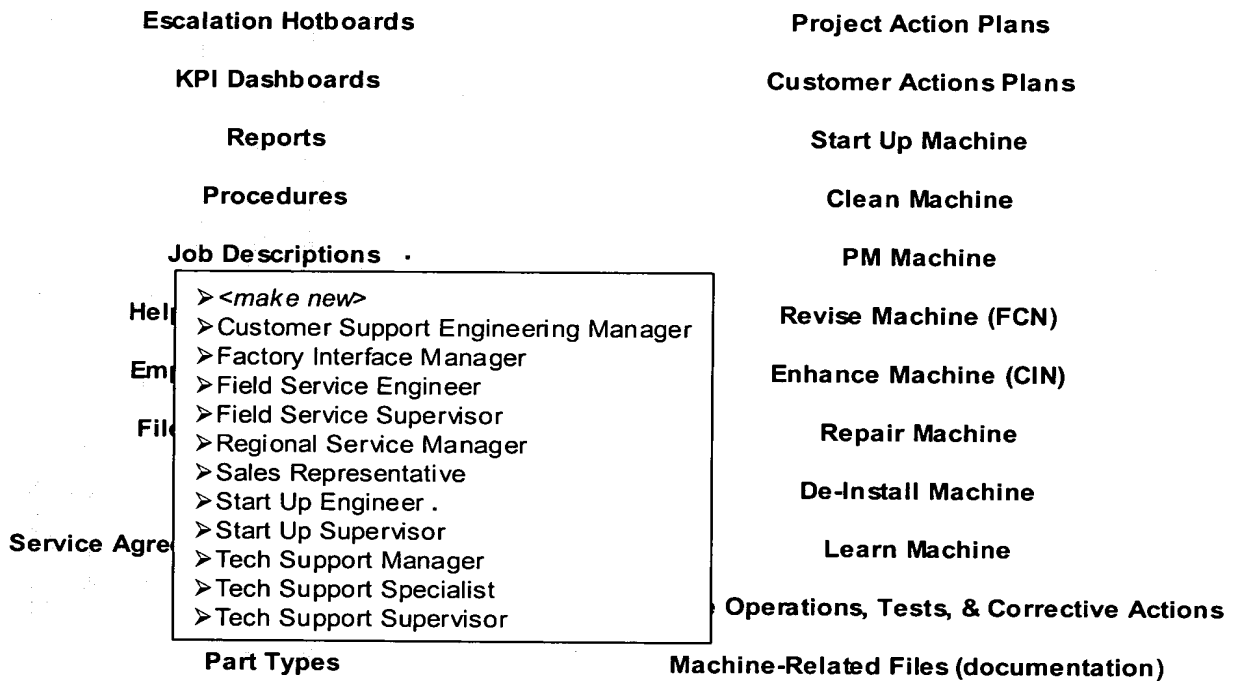 Escalation Hotboards
KPI Dashboards
Reports
Procedures
Job Descriptions
➢<make new>
➢Customer Support Engineering Manager
➢Factory Interface Manager
➢Field Service Engineer
➢Field Service Supervisor
➢Regional Service Manager
➢Sales Representative
➢Start Up Engineer .
➢Start Up Supervisor
➢Tech Support Manager
➢Tech Support Specialist
➢Tech Support Supervisor
Service
Part Types
Project Action Plans
Customer Actions Plans
Start Up Machine
Clean Machine
PM Machine
Revise Machine (FCN)
Enhance Machine (CIN)
Repair Machine
De-Install Machine
Learn Machine
Operations, Tests, & Corrective Actions
Machine-Related Files (documentation)